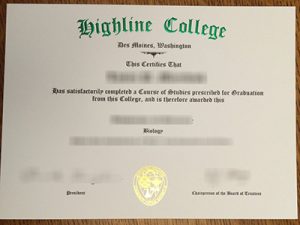 Highline College
Des Moines, Washington
This Certifies That
Has satisfactorily completed a Course of Studies prescribed for Graduation
from this College, and is therefore awarded this
Biology
President
Chairperson of the Board of Trustees